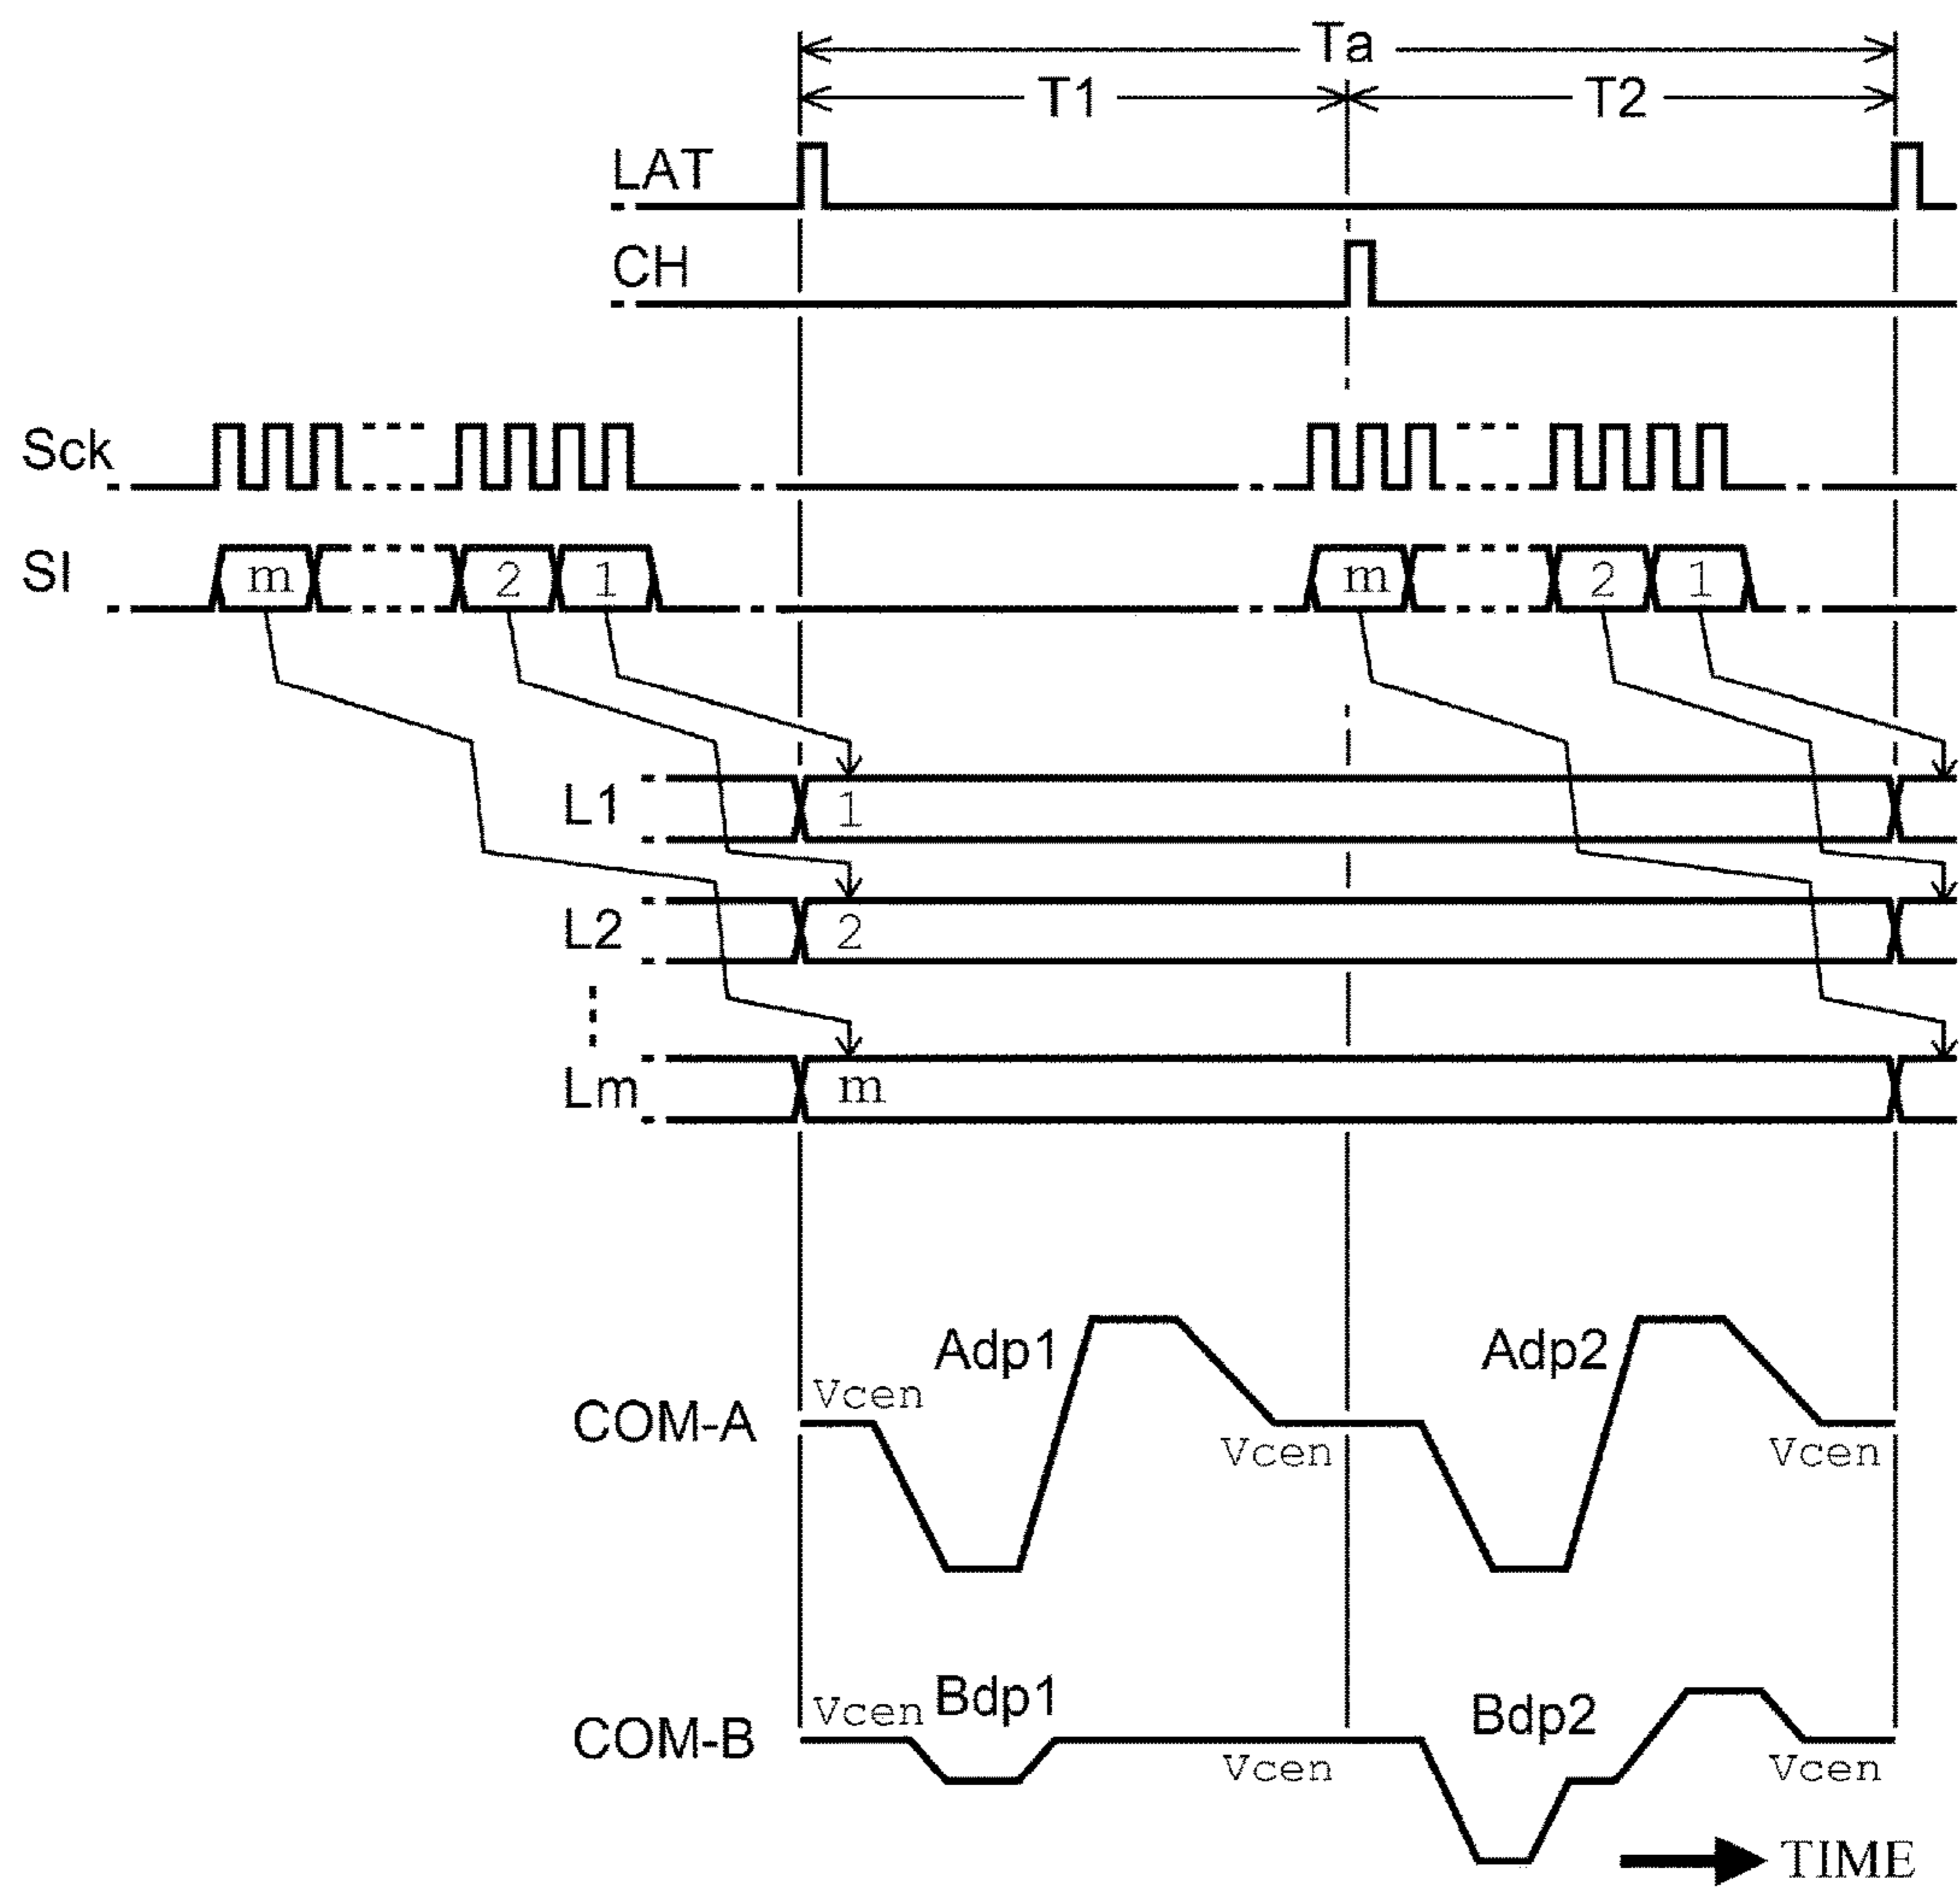 Ta
T1 T2
LAT
CH
Sck
SI m 2 1 m 2 1
L1 1
L2 2
Lm m
Adp1 Adp2
Vcen
COM-A
Vcen Vcen
Bdp1
Vcen Bdp2
COM-B
Vcen Vcen
TIME